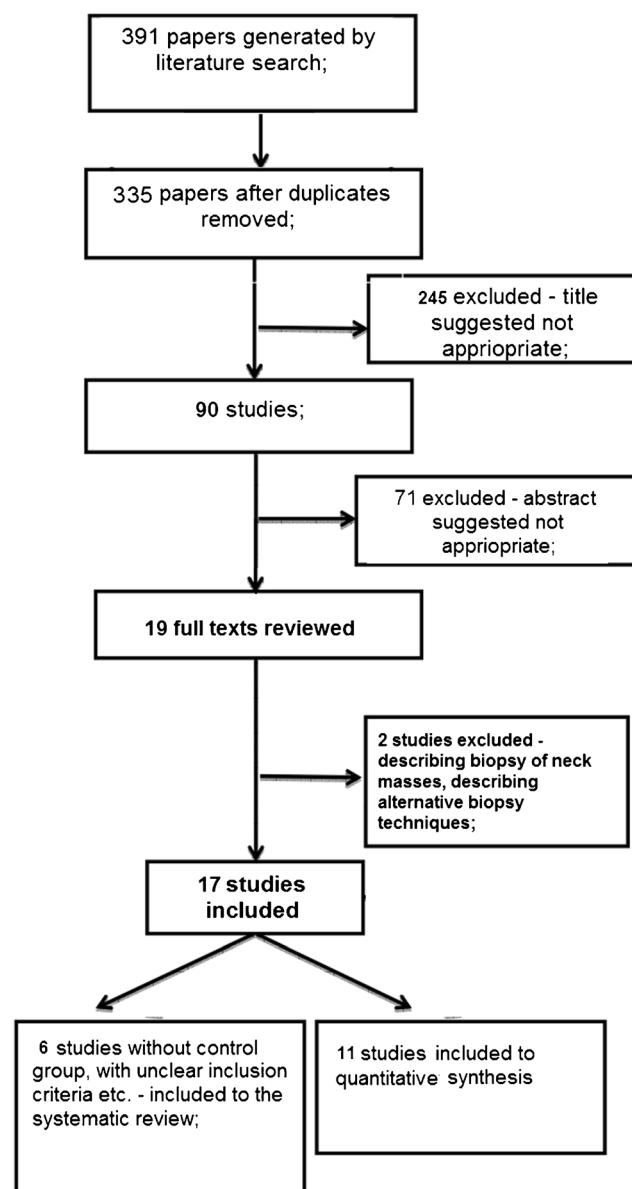 391 papers generated by
literature search;
335 papers after duplicates
removed;
245 excluded - title
suggested not
appriopriate;
90 studies;
71 excluded - abstract
suggested not
appriopriate;
19 full texts reviewed
2 studies excluded -
describing biopsy of neck
masses, describing
alternative biopsy
techniques;
17 studies
included
6 studies without control
group, with unclear inclusion
criteria etc. - included to the
systematic review;
11 studies included to
quantitative synthesis